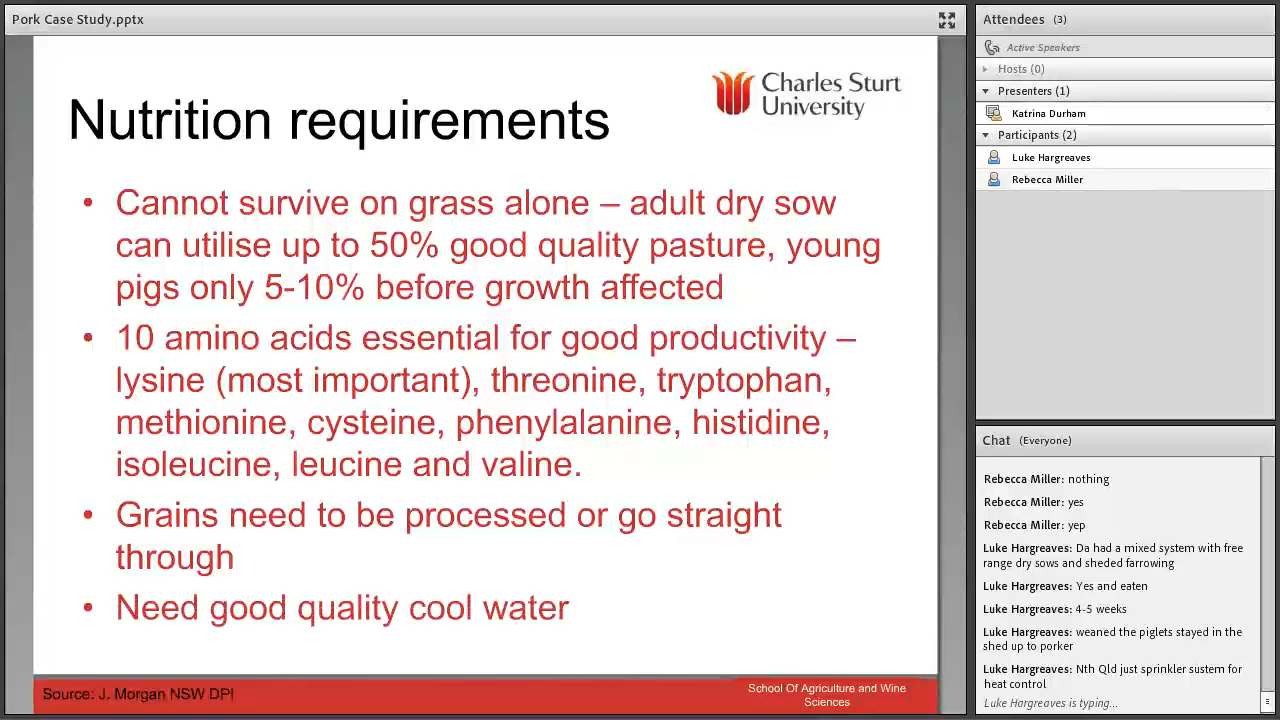 Pork Case Study.pptx
Charles Sturt
University
Nutrition requirements
• Cannot survive on grass alone – adult dry sow
can utilise up to 50% good quality pasture, young
pigs only 5-10% before growth affected
• 10 amino acids essential for good productivity –
lysine (most important), threonine, tryptophan,
methionine, cysteine, phenylalanine, histidine,
isoleucine, leucine and valine.
• Grains need to be processed or go straight
through
• Need good quality cool water
Source: J. Morgan NSW DPI
School Of Agriculture and Wine
Sciences
Attendees (3)
Active Speakers
Hosts (0)
Presenters (1)
Katrina Durham
Participants (2)
Luke Hargreaves
Rebecca Miller
Chat (Everyone)
Rebecca Miller: nothing
Rebecca Miller: yes
Rebecca Miller: yep
Luke Hargreaves: Da had a mixed system with free
range dry sows and sheded farrowing
Luke Hargreaves: Yes and eaten
Luke Hargreaves: 4-5 weeks
Luke Hargreaves: weaned the piglets stayed in the
shed up to porker
Luke Hargreaves: Nth Qld just sprinkler sustem for
heat control
Luke Hargreaves is typing...